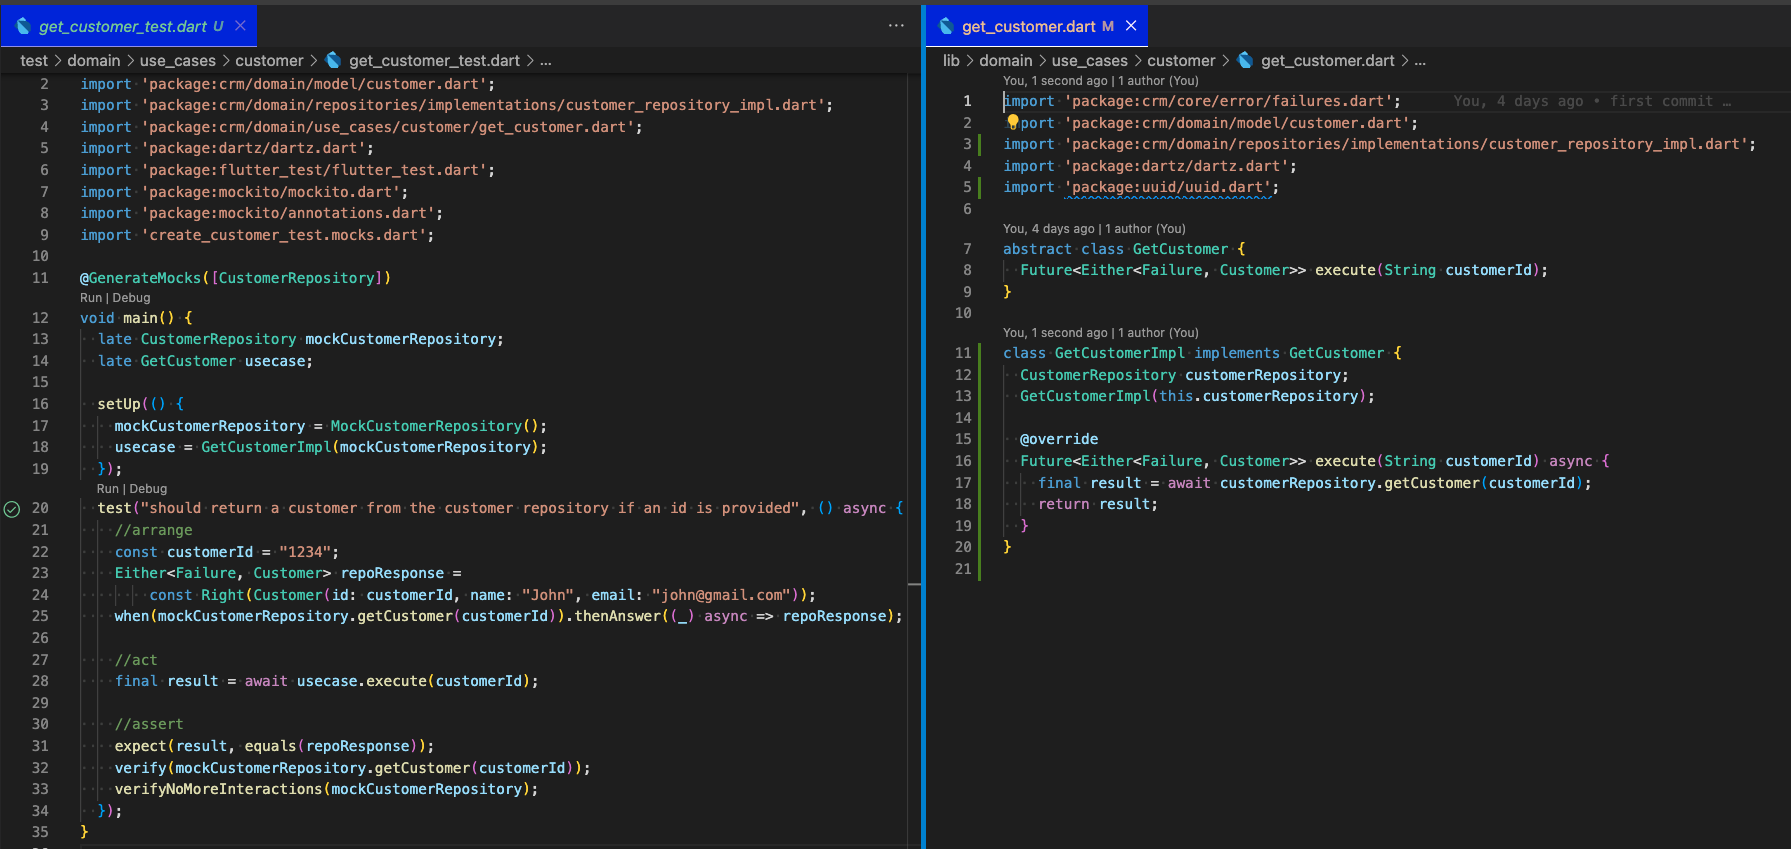 get_customer_test.dart U
test > domain > use_cases > customer > get_customer_test.dart > ...
2 import 'package:crm/domain/model/customer.dart';
3 import 'package:crm/domain/repositories/implementations/customer_repository_impl.dart';
4 import 'package:crm/domain/use_cases/customer/get_customer.dart';
5 import 'package:dartz/dartz.dart';
6 import 'package:flutter_test/flutter_test.dart';
7 import 'package:mockito/mockito.dart';
8 import 'package:mockito/annotations.dart';
9 import 'create_customer_test.mocks.dart';
10
11 @GenerateMocks([CustomerRepository])
Run | Debug
12 void main() {
13 late CustomerRepository mockCustomerRepository;
14 late GetCustomer usecase;
15
16 setUp(() {
17 mockCustomerRepository = MockCustomerRepository();
18 usecase = GetCustomerImpl(mockCustomerRepository);
19 });
Run | Debug
20 test("should return a customer from the customer repository if an id is provided", () async {
21 //arrange
22 const customerId = "1234";
23 Either<Failure, Customer> repoResponse =
24 const Right(Customer(id: customerId, name: "John", email: "john@gmail.com"));
25 when(mockCustomerRepository.getCustomer(customerId)).thenAnswer((_) async => repoResponse);
26
27 //act
28 final result = await usecase.execute(customerId);
29
30 //assert
31 expect(result, equals(repoResponse));
32 verify(mockCustomerRepository.getCustomer(customerId));
33 verifyNoMoreInteractions(mockCustomerRepository);
34 });
35 }
get_customer.dart M
lib > domain > use_cases > customer > get_customer.dart > ...
You, 1 second ago | 1 author (You)
1 import 'package:crm/core/error/failures.dart'; You, 4 days ago • first commit …
2 import 'package:crm/domain/model/customer.dart';
3 import 'package:crm/domain/repositories/implementations/customer_repository_impl.dart';
4 import 'package:dartz/dartz.dart';
5 import 'package:uuid/uuid.dart';
6
You, 4 days ago | 1 author (You)
7 abstract class GetCustomer {
8 Future<Either<Failure, Customer>> execute(String customerId);
9 }
10
You, 1 second ago | 1 author (You)
11 class GetCustomerImpl implements GetCustomer {
12 CustomerRepository customerRepository;
13 GetCustomerImpl(this.customerRepository);
14
15 @override
16 Future<Either<Failure, Customer>> execute(String customerId) async {
17 final result = await customerRepository.getCustomer(customerId);
18 return result;
19 }
20 }
21